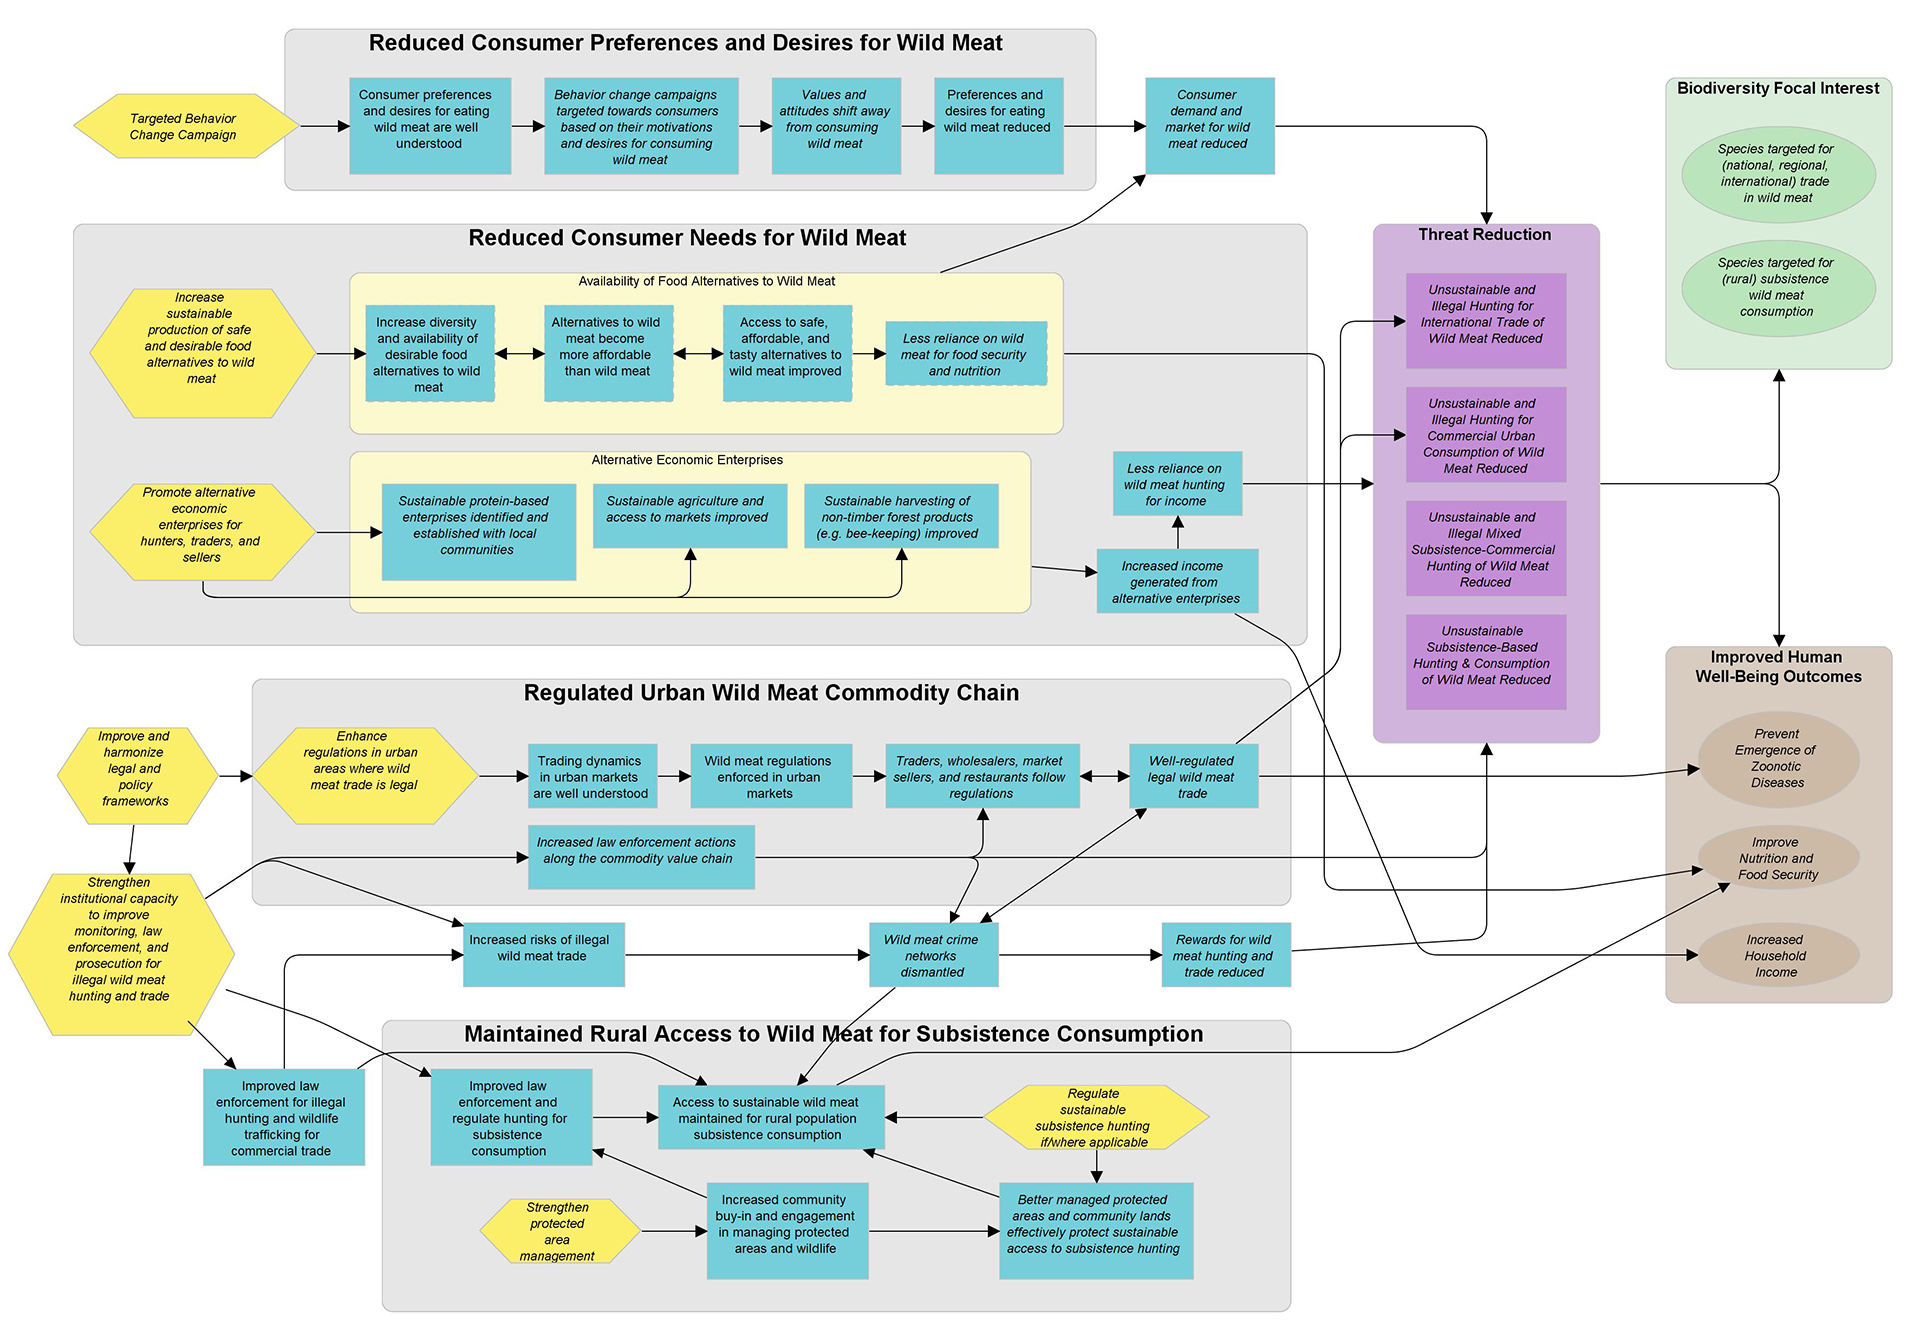 Reduced Consumer Preferences and Desires for Wild Meat
Targeted Behavior
Change Campaign
Consumer preferences
and desires for eating
wild meat are well
understood
Behavior change campaigns
targeted towards consumers
based on their motivations
and desires for consuming
wild meat
Values and
attitudes shift away
from consuming
wild meat
Preferences and
desires for eating
wild meat reduced
Consumer
demand and
market for wild
meat reduced
Biodiversity Focal Interest
Species targeted for
(national, regional,
international) trade
in wild meat
Species targeted for
(rural) subsistence
wild meat
consumption
Reduced Consumer Needs for Wild Meat
Increase
sustainable
production of safe
and desirable food
alternatives to wild
meat
Availability of Food Alternatives to Wild Meat
Increase diversity
and availability of
desirable food
alternatives to wild
meat
Alternatives to wild
meat become
more affordable
than wild meat
Access to safe,
affordable, and
tasty alternatives to
wild meat improved
Less reliance on wild
meat for food security
and nutrition
Promote alternative
economic
enterprises for
hunters, traders, and
sellers
Alternative Economic Enterprises
Sustainable protein-based
enterprises identified and
established with local
communities
Sustainable agriculture and
access to markets improved
Sustainable harvesting of
non-timber forest products
(e.g. bee-keeping) improved
Less reliance on
wild meat hunting
for income
Increased income
generated from
alternative enterprises
Threat Reduction
Unsustainable and
Illegal Hunting for
International Trade of
Wild Meat Reduced
Unsustainable and
Illegal Hunting for
Commercial Urban
Consumption of Wild
Meat Reduced
Unsustainable and
Illegal Mixed
Subsistence-Commercial
Hunting of Wild Meat
Reduced
Unsustainable
Subsistence-Based
Hunting & Consumption
of Wild Meat Reduced
Improved Human
Well-Being Outcomes
Prevent
Emergence of
Zoonotic
Diseases
Improve
Nutrition and
Food Security
Increased
Household
Income
Regulated Urban Wild Meat Commodity Chain
Improve and
harmonize
legal and
policy
frameworks
Enhance
regulations in urban
areas where wild
meat trade is legal
Trading dynamics
in urban markets
are well understood
Wild meat regulations
enforced in urban
markets
Traders, wholesalers, market
sellers, and restaurants follow
regulations
Well-regulated
legal wild meat
trade
Increased law enforcement actions
along the commodity value chain
Strengthen
institutional capacity
to improve
monitoring, law
enforcement, and
prosecution for
illegal wild meat
hunting and trade
Increased risks of illegal
wild meat trade
Wild meat crime
networks
dismantled
Rewards for wild
meat hunting and
trade reduced
Maintained Rural Access to Wild Meat for Subsistence Consumption
Improved law
enforcement for illegal
hunting and wildlife
trafficking for
commercial trade
Improved law
enforcement and
regulate hunting for
subsistence
consumption
Access to sustainable wild meat
maintained for rural population
subsistence consumption
Regulate
sustainable
subsistence hunting
if/where applicable
Strengthen
protected
area
management
Increased community
buy-in and engagement
in managing protected
areas and wildlife
Better managed protected
areas and community lands
effectively protect sustainable
access to subsistence hunting